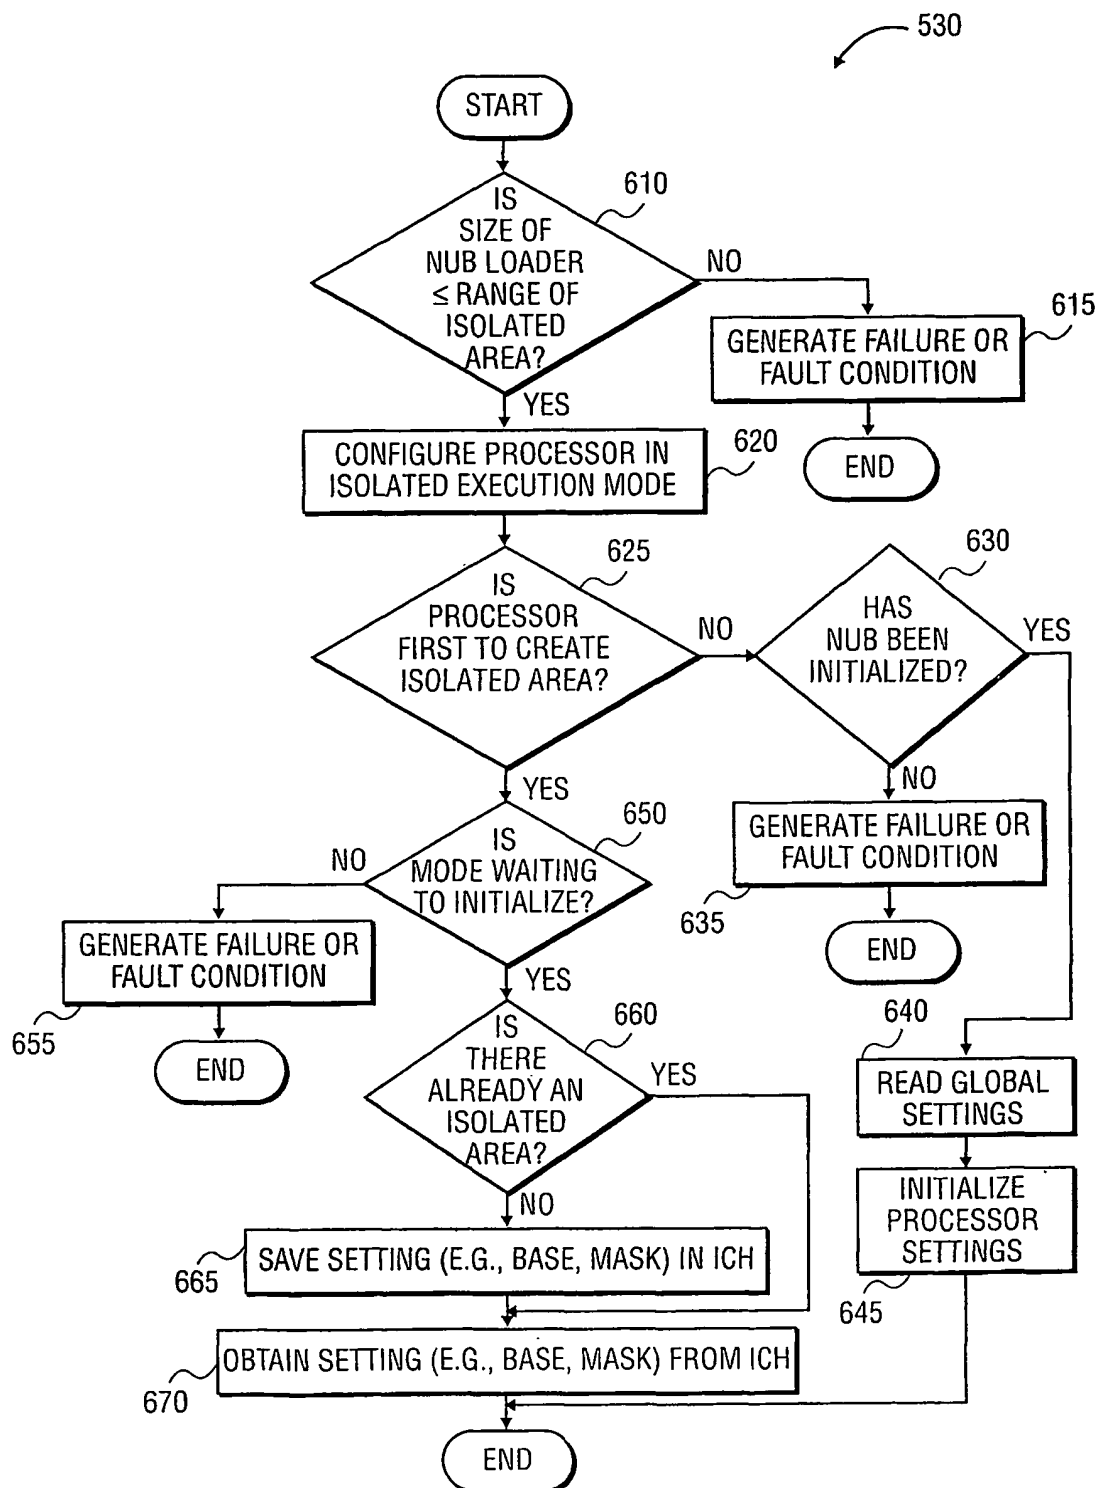 530
START
610
IS
SIZE OF
NUB LOADER
≤ RANGE OF
ISOLATED
AREA?
NO
615
GENERATE FAILURE OR
FAULT CONDITION
END
YES
620
CONFIGURE PROCESSOR IN
ISOLATED EXECUTION MODE
625
IS
PROCESSOR
FIRST TO CREATE
ISOLATED AREA?
NO
630
HAS
NUB BEEN
INITIALIZED?
YES
NO
GENERATE FAILURE OR
FAULT CONDITION
635
END
YES
650
IS
MODE WAITING
TO INITIALIZE?
NO
GENERATE FAILURE OR
FAULT CONDITION
655
END
YES
660
IS
THERE
ALREADY AN
ISOLATED
AREA?
YES
640
READ GLOBAL
SETTINGS
INITIALIZE
PROCESSOR
SETTINGS
645
NO
SAVE SETTING (E.G., BASE, MASK) IN ICH
665
OBTAIN SETTING (E.G., BASE, MASK) FROM ICH
670
END